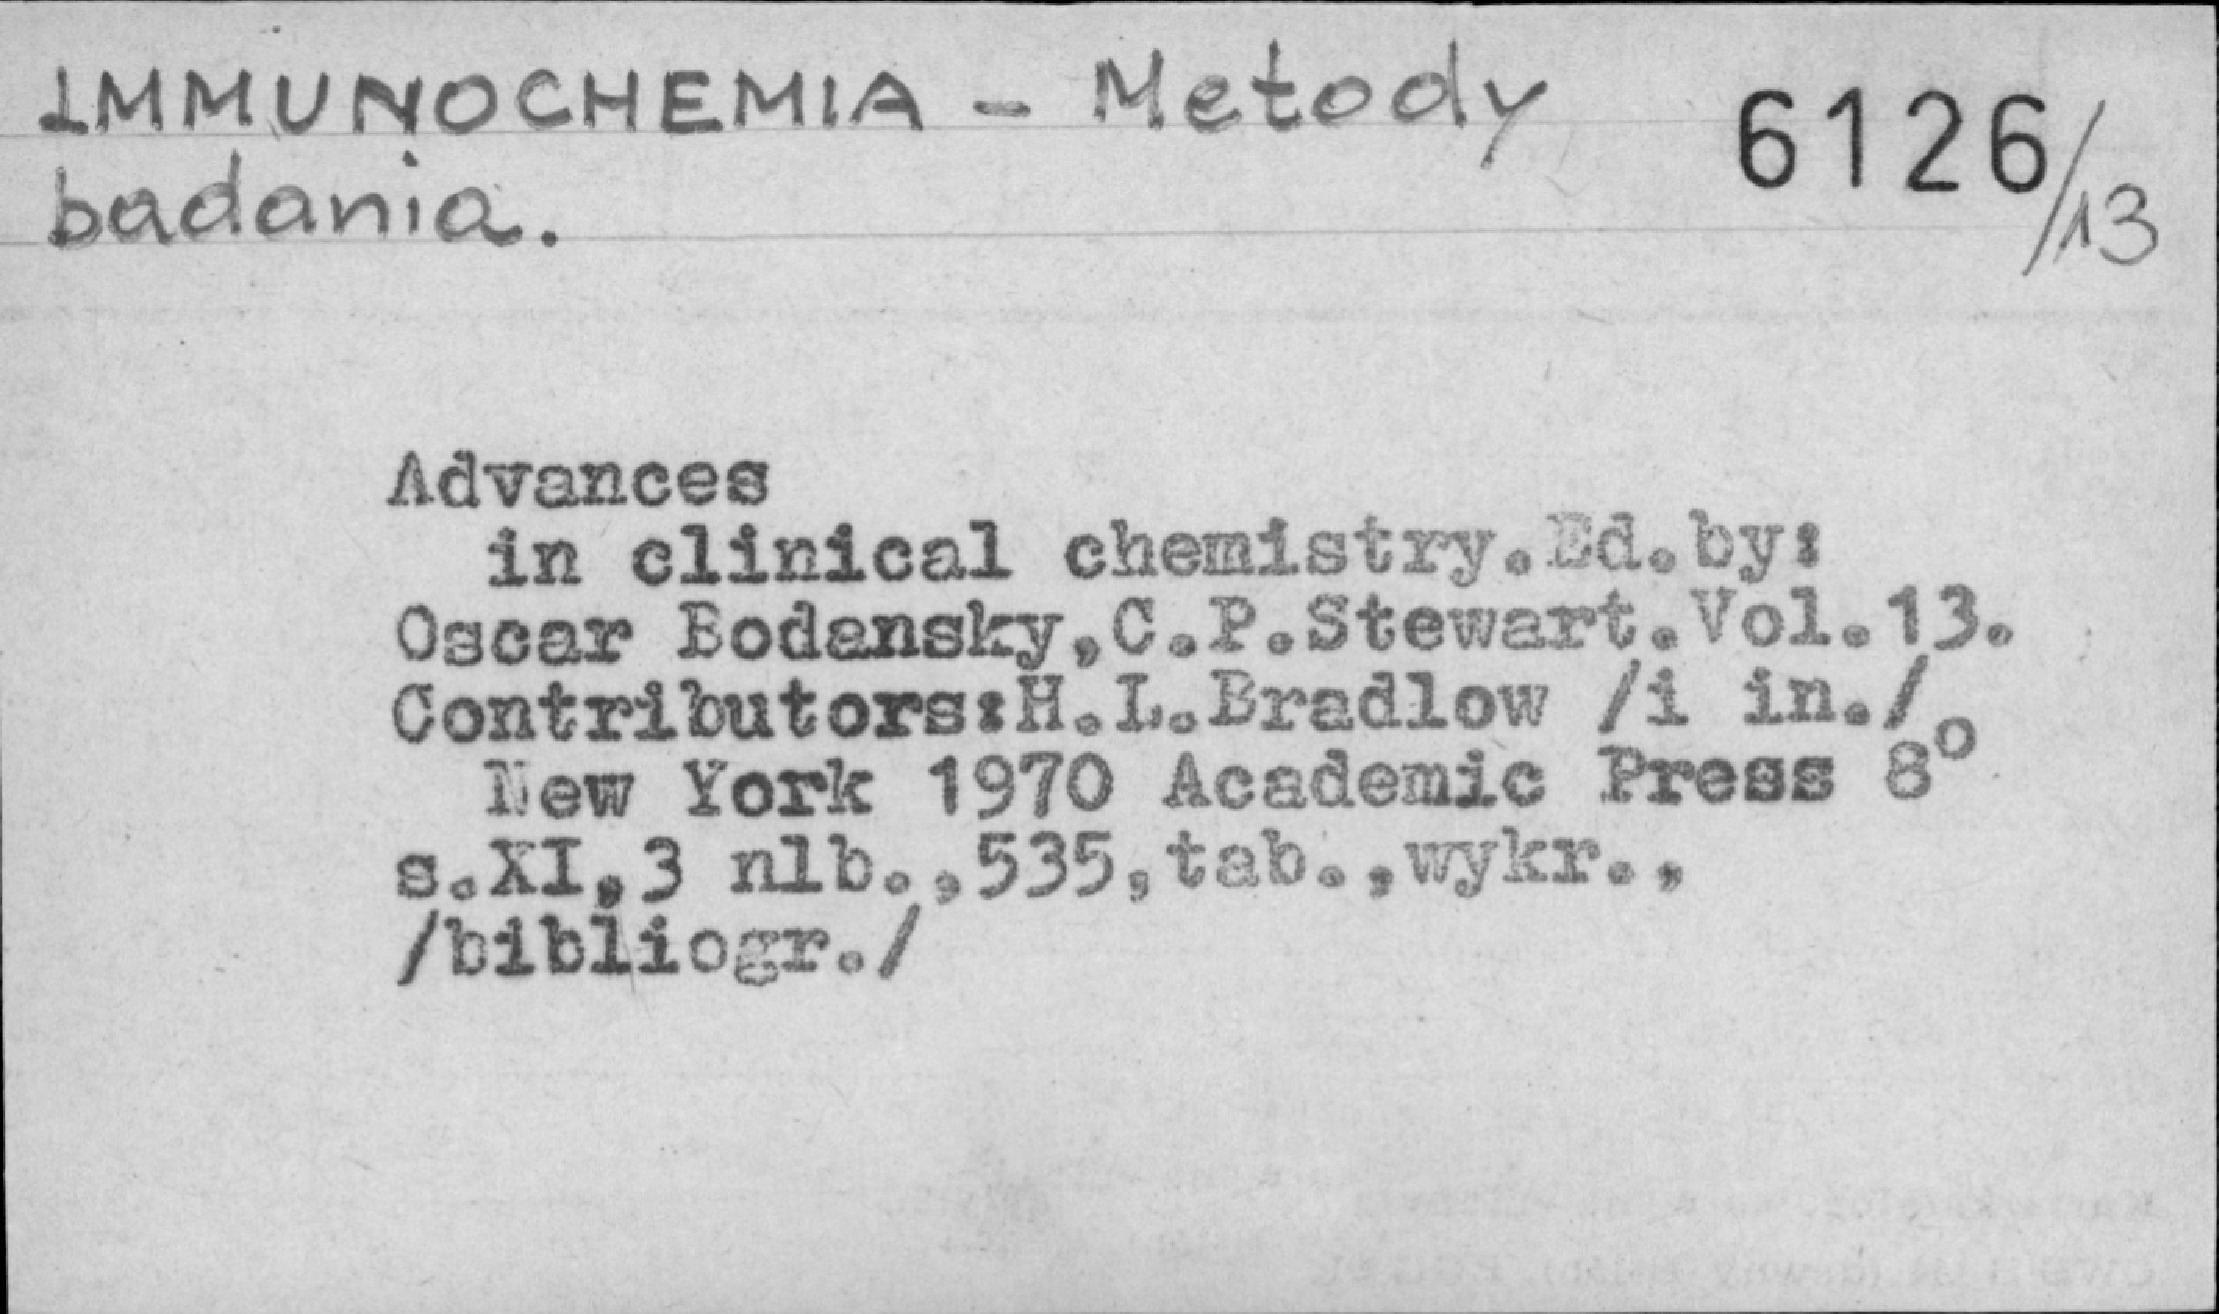 IMMUNOCHEMIA - Metody
badania.
6126/13
Advances
in clinical chemistry.Ed.by:
Oscar Bodansky,C.P.Stewart.Vol.13.
Contributors:H.L.Bradlow /i in./
New York 1970 Academic Press 8º
s.XI,3 nlb.,535,tab.,wykr.,
/bibliogr./